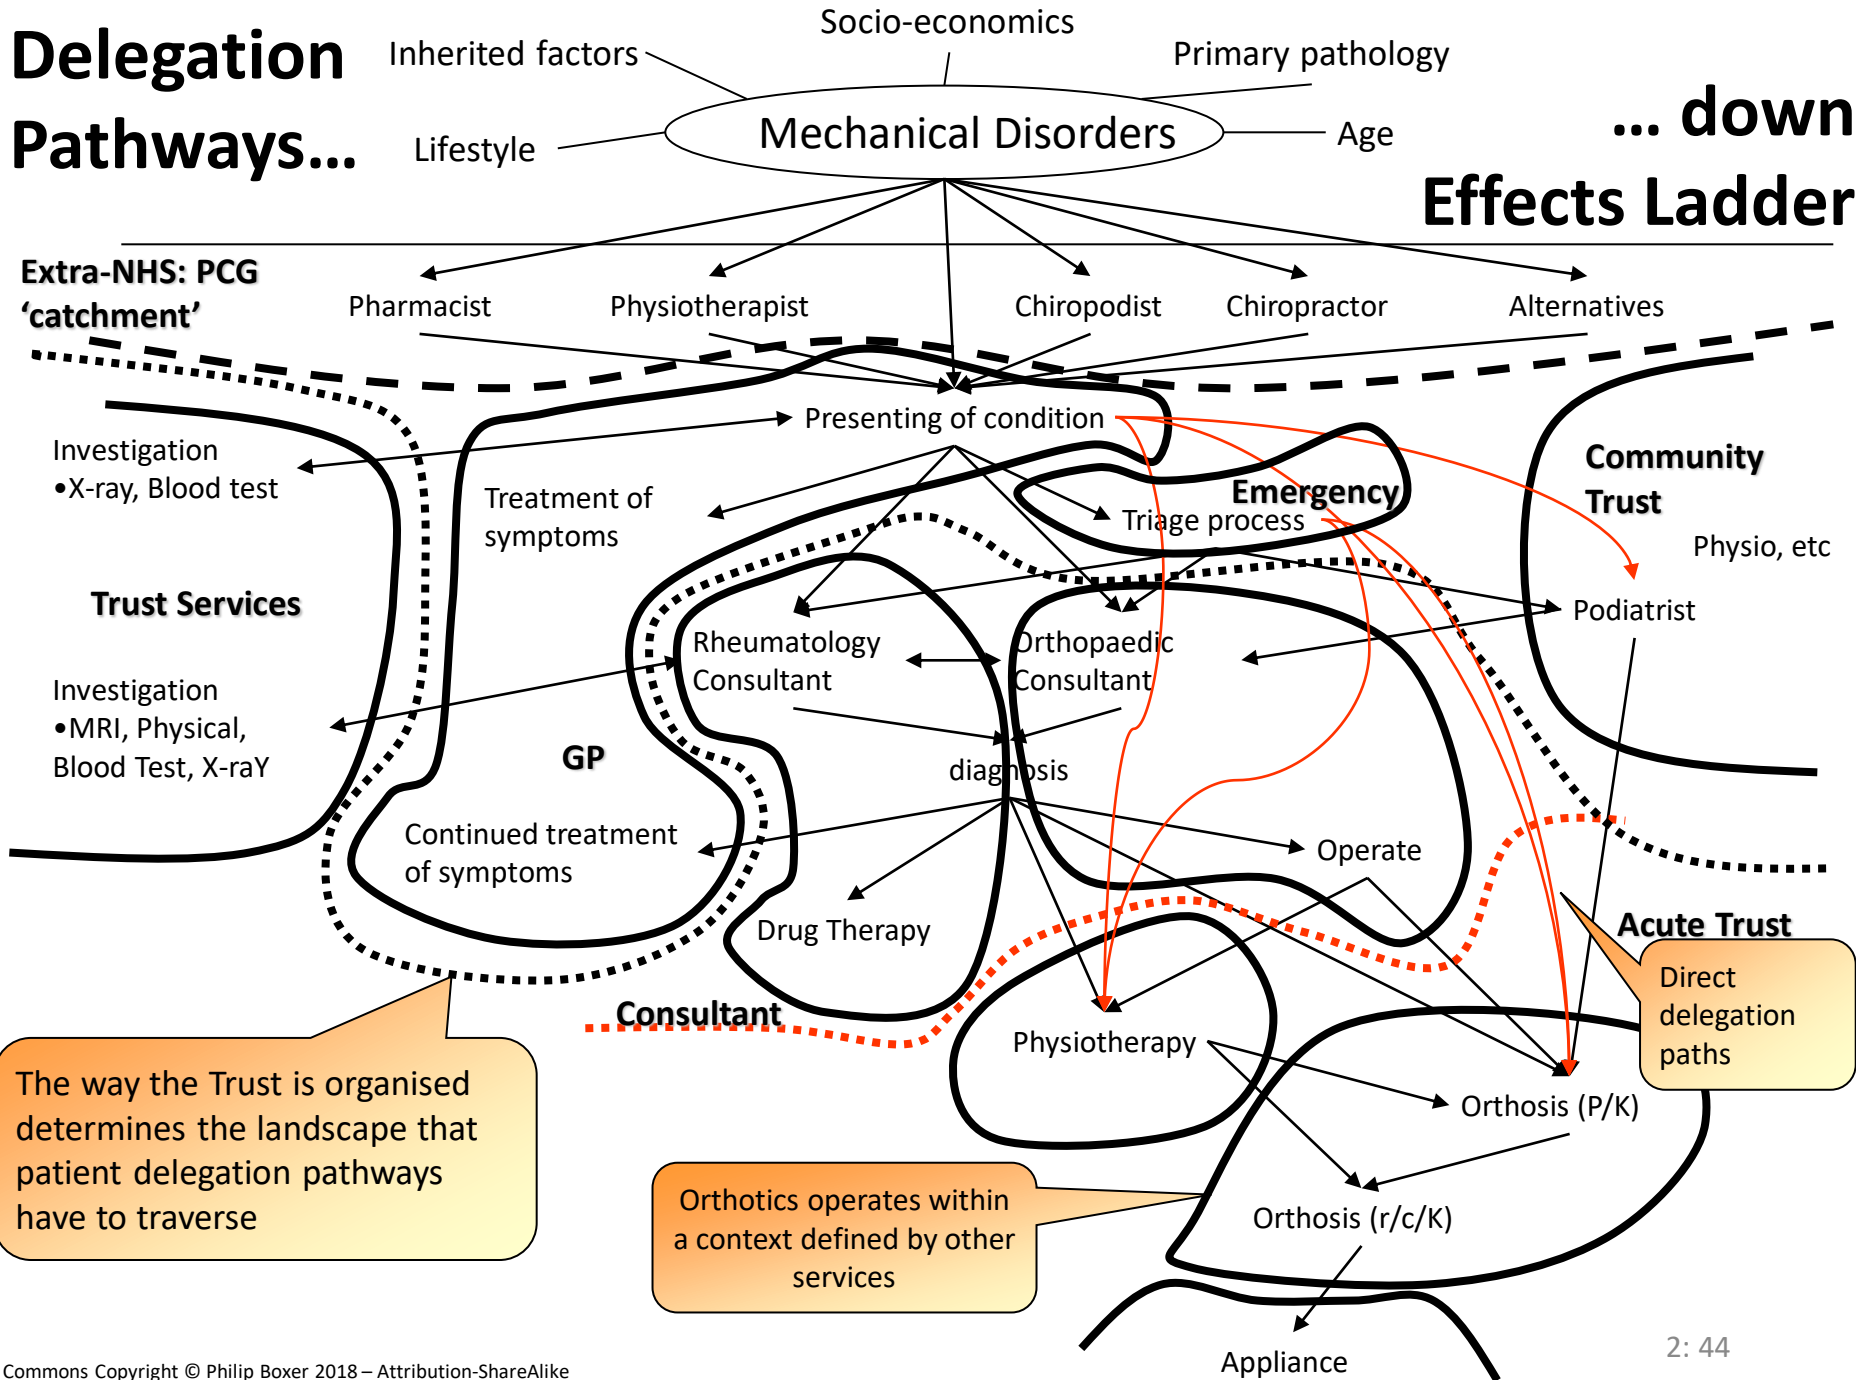 Delegation
Pathways...
Socio-economics
Inherited factors
Primary pathology
Lifestyle
Mechanical Disorders
Age
... down
Effects Ladder
Extra-NHS: PCG
‘catchment’
Pharmacist
Physiotherapist
Chiropodist
Chiropractor
Alternatives
Presenting of condition
Investigation
•X-ray, Blood test
Treatment of
symptoms
Emergency
Triage process
Community
Trust
Physio, etc
Trust Services
Podiatrist
Rheumatology
Consultant
Orthopaedic
Consultant
Investigation
•MRI, Physical,
Blood Test, X-raY
GP
diagnosis
Continued treatment
of symptoms
Operate
Drug Therapy
Acute Trust
Direct
delegation
paths
Consultant
Physiotherapy
The way the Trust is organised
determines the landscape that
patient delegation pathways
have to traverse
Orthosis (P/K)
Orthotics operates within
a context defined by other
services
Orthosis (r/c/K)
Appliance
2: 44
Commons Copyright © Philip Boxer 2018 – Attribution-ShareAlike